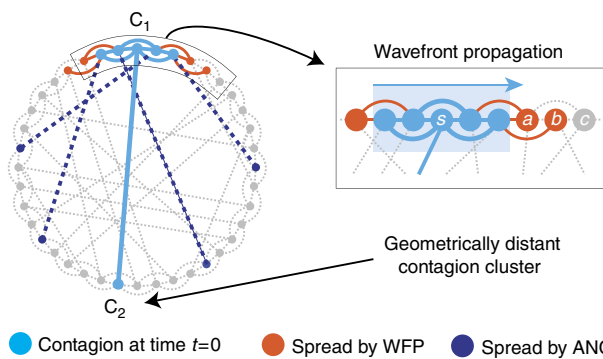 C1
Wavefront propagation
s a b c
Geometrically distant
contagion cluster
C2
Contagion at time t=0 Spread by WFP Spread by ANC